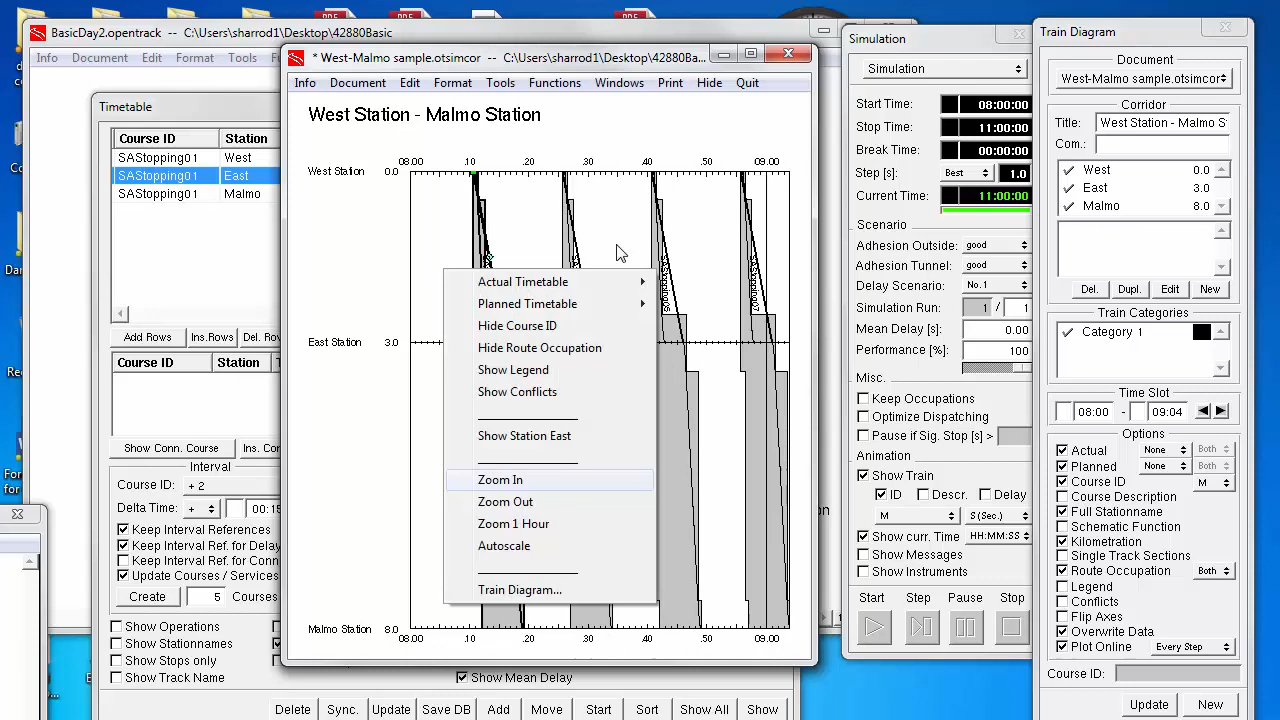 BasicDay2.opentrack -- C:\Users\sharrod1\Desktop\42880Basic
Info Document Edit Format Tools
Timetable
Course ID Station
SAStopping01 West
SAStopping01 East
SAStopping01 Malmo
Add Rows Ins.Rows Del. Ro
Course ID Station
Show Conn. Course Ins. Co
Interval
Course ID: + 2
Delta Time: + 00:15
Keep Interval References
Keep Interval Ref. for Delay
Keep Interval Ref. for Conn
Update Courses / Services
Create 5 Courses
Show Operations
Show Stationnames
Show Stops only
Show Track Name
Show Mean Delay
Delete Sync. Update Save DB Add Move Start Sort Show All Show
* West-Malmo sample.otsimcor -- C:\Users\sharrod1\Desktop\42880Ba...
Info Document Edit Format Tools Functions Windows Print Hide Quit
West Station - Malmo Station
08.00 .10 .20 .30 .40 .50 09.00
West Station 0.0
East Station 3.0
Malmo Station 8.0
08.00 .10 .20 .30 .40 .50 09.00
Actual Timetable
Planned Timetable
Hide Course ID
Hide Route Occupation
Show Legend
Show Conflicts
Show Station East
Zoom In
Zoom Out
Zoom 1 Hour
Autoscale
Train Diagram...
Simulation
Simulation
Start Time: 08:00:00
Stop Time: 11:00:00
Break Time: 00:00:00
Step [s]: Best 1.0
Current Time: 11:00:00
Scenario
Adhesion Outside: good
Adhesion Tunnel: good
Delay Scenario: No.1
Simulation Run: 1 / 1
Mean Delay [s]: 0.00
Performance [%]: 100
Misc.
Keep Occupations
Optimize Dispatching
Pause if Sig. Stop [s] >
Animation
Show Train
ID Descr. Delay
M S (Sec.)
Show curr. Time HH:MM:SS
Show Messages
Show Instruments
Start Step Pause Stop
Train Diagram
Document
West-Malmo sample.otsimcor
Corridor
Title: West Station - Malmo S
Com.:
West 0.0
East 3.0
Malmo 8.0
Del. Dupl. Edit New
Train Categories
Category 1
Time Slot
08:00 - 09:04
Options
Actual None Both
Planned None Both
Course ID M
Course Description
Full Stationname
Schematic Function
Kilometration
Single Track Sections
Route Occupation Both
Legend
Conflicts
Flip Axes
Overwrite Data
Plot Online Every Step
Course ID:
Update New